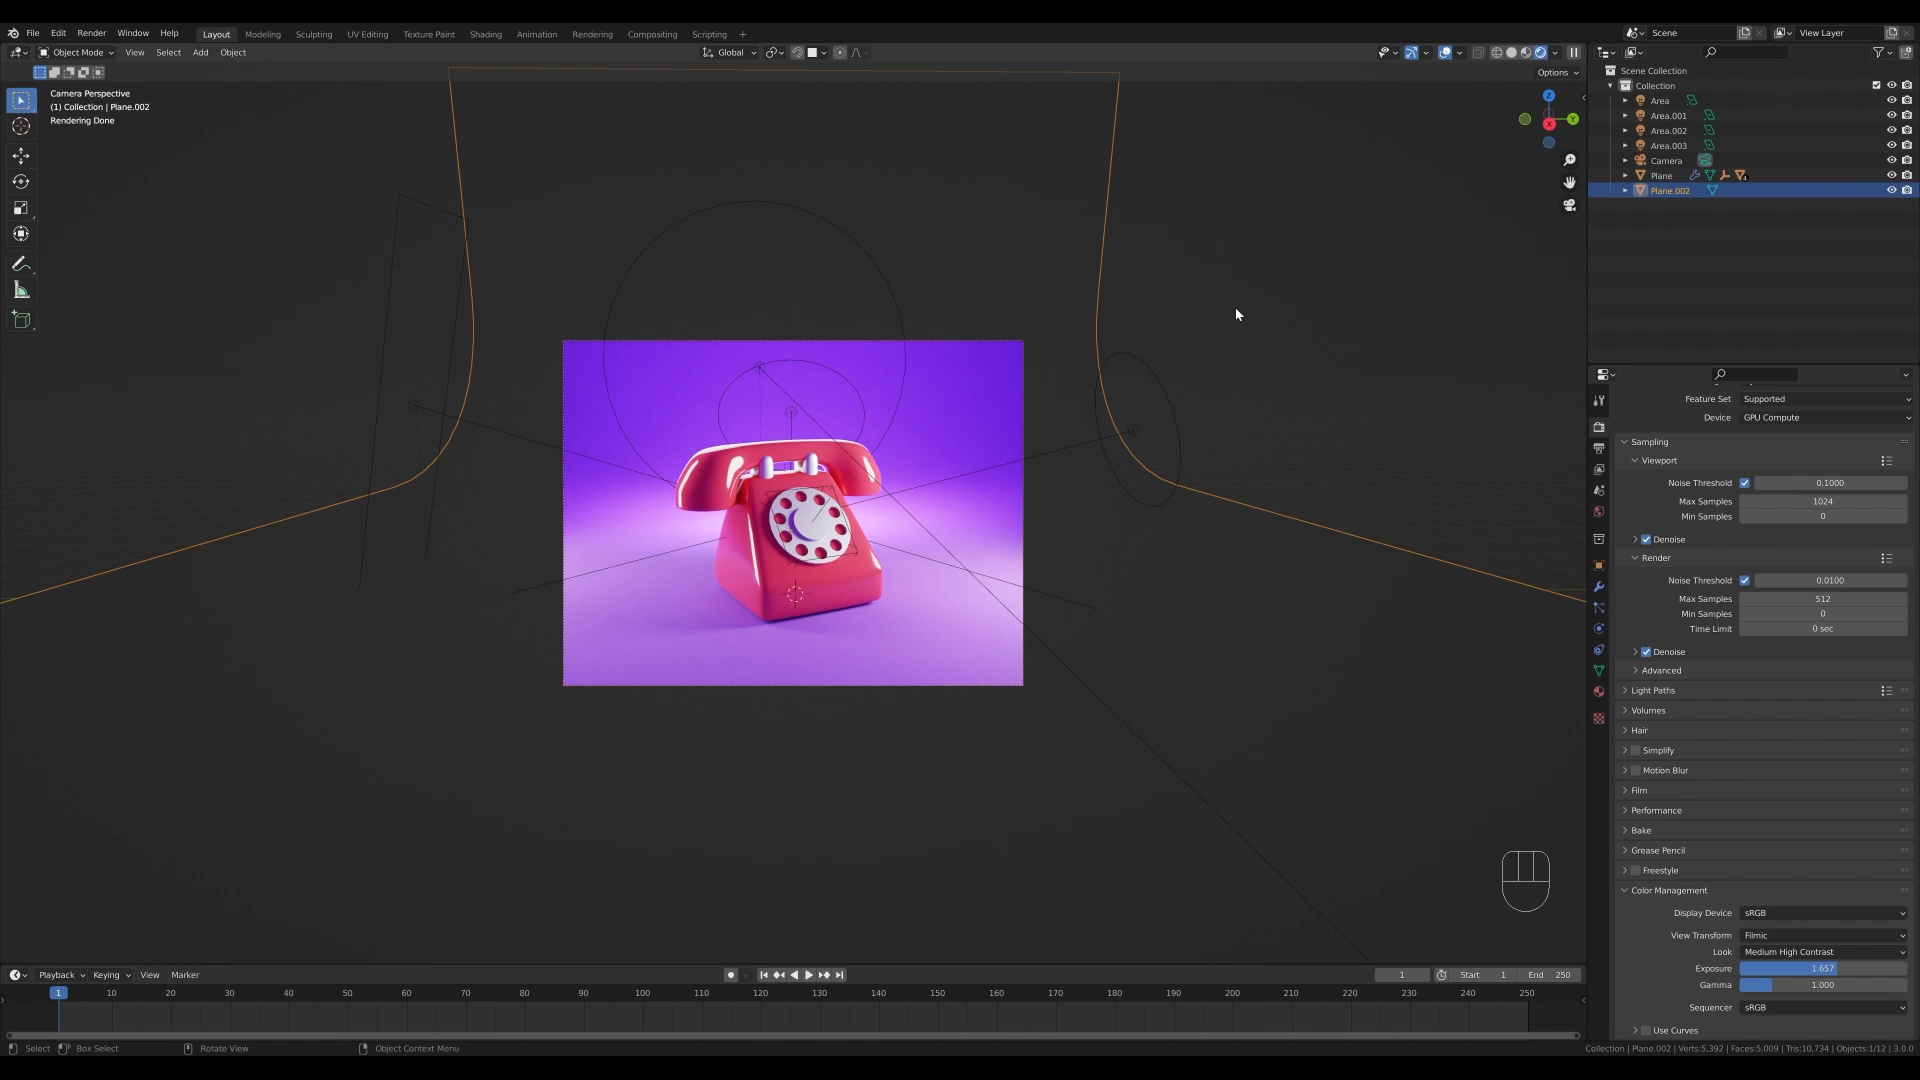 File Edit Render Window Help Layout Modeling Sculpting UV Editing Texture Paint Shading Animation Rendering Compositing Scripting + Scene View Layer
Object Mode View Select Add Object Global
Options
Camera Perspective
(1) Collection | Plane.002
Rendering Done
Z
Y
X
Scene Collection
Collection
Area
Area.001
Area.002
Area.003
Camera
Plane 4
Plane.002
Feature Set Supported
Device GPU Compute
Sampling
Viewport
Noise Threshold 0.1000
Max Samples 1024
Min Samples 0
Denoise
Render
Noise Threshold 0.0100
Max Samples 512
Min Samples 0
Time Limit 0 sec
Denoise
Advanced
Light Paths
Volumes
Hair
Simplify
Motion Blur
Film
Performance
Bake
Grease Pencil
Freestyle
Color Management
Display Device sRGB
View Transform Filmic
Look Medium High Contrast
Exposure 1.657
Gamma 1.000
Sequencer sRGB
Use Curves
Playback Keying View Marker 1 Start 1 End 250
1 10 20 30 40 50 60 70 80 90 100 110 120 130 140 150 160 170 180 190 200 210 220 230 240 250
Select Box Select Rotate View Object Context Menu
Collection | Plane.002 | Verts:5,392 | Faces:5,009 | Tris:10,734 | Objects:1/12 | 3.0.0